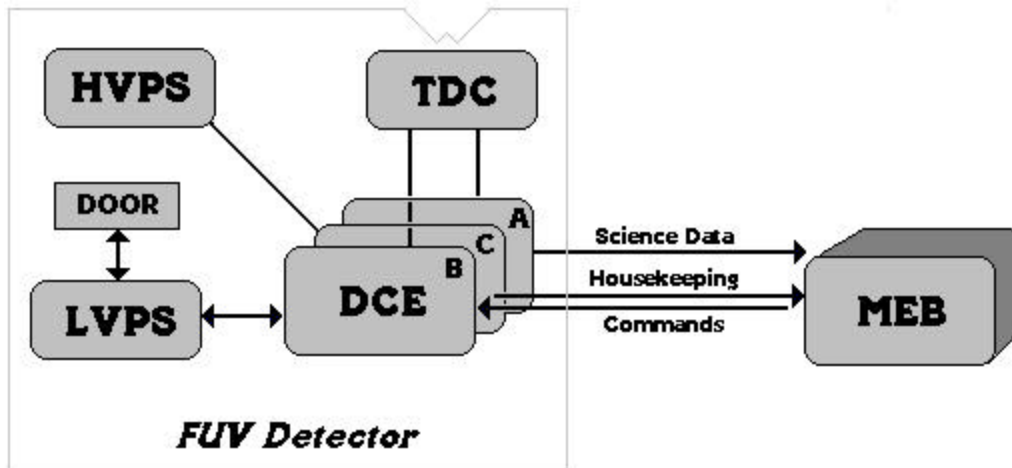 HVPS
TDC
DOOR
A
C
B
Science Data
Housekeeping
LVPS
DCE
MEB
Commands
FUV Detector